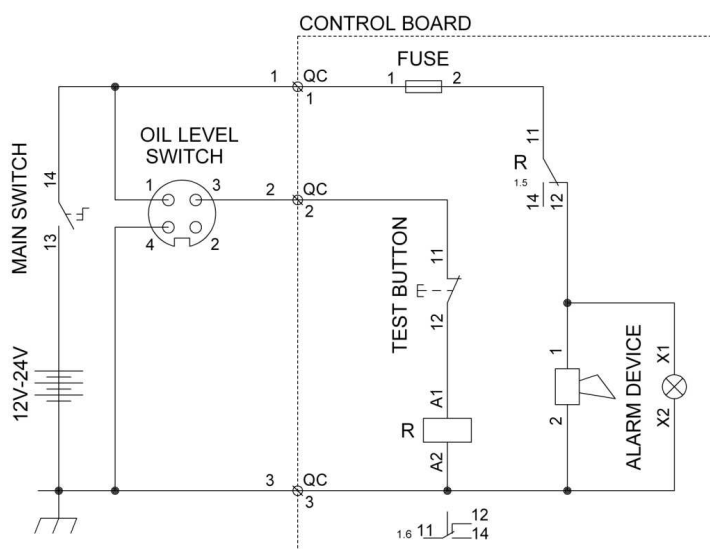 CONTROL BOARD
FUSE
1 QC 1 2
1
OIL LEVEL
SWITCH
11
R
1.5
14 12
MAIN SWITCH
14
13
1 3
4 2
2 QC
2
TEST BUTTON
11
12
12V-24V
A1
R
A2
1
2
ALARM DEVICE
X1
X2
3 QC
3
1.6 11 12
14